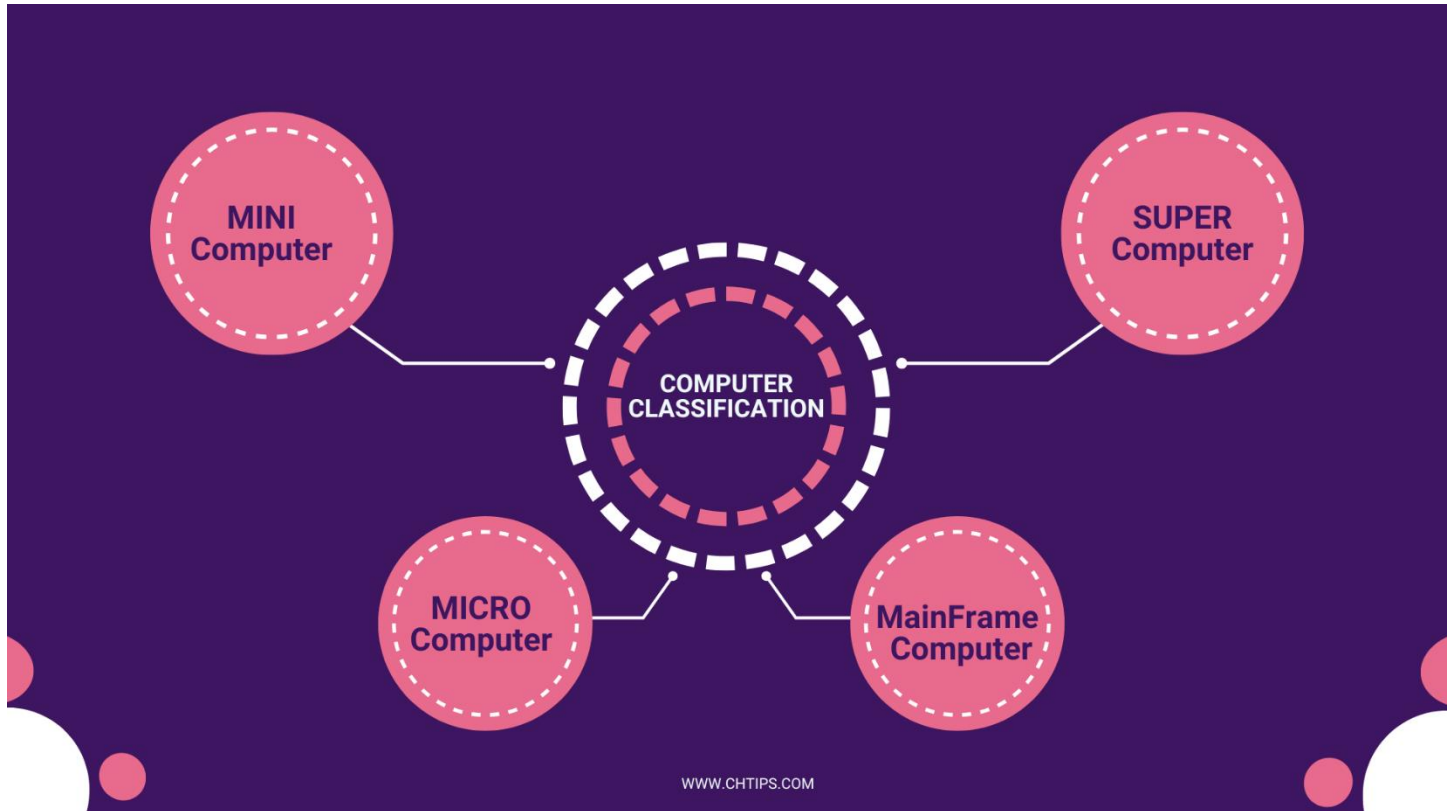 MINI
Computer
SUPER
Computer
COMPUTER
CLASSIFICATION
MICRO
Computer
MainFrame
Computer
WWW.CHTIPS.COM